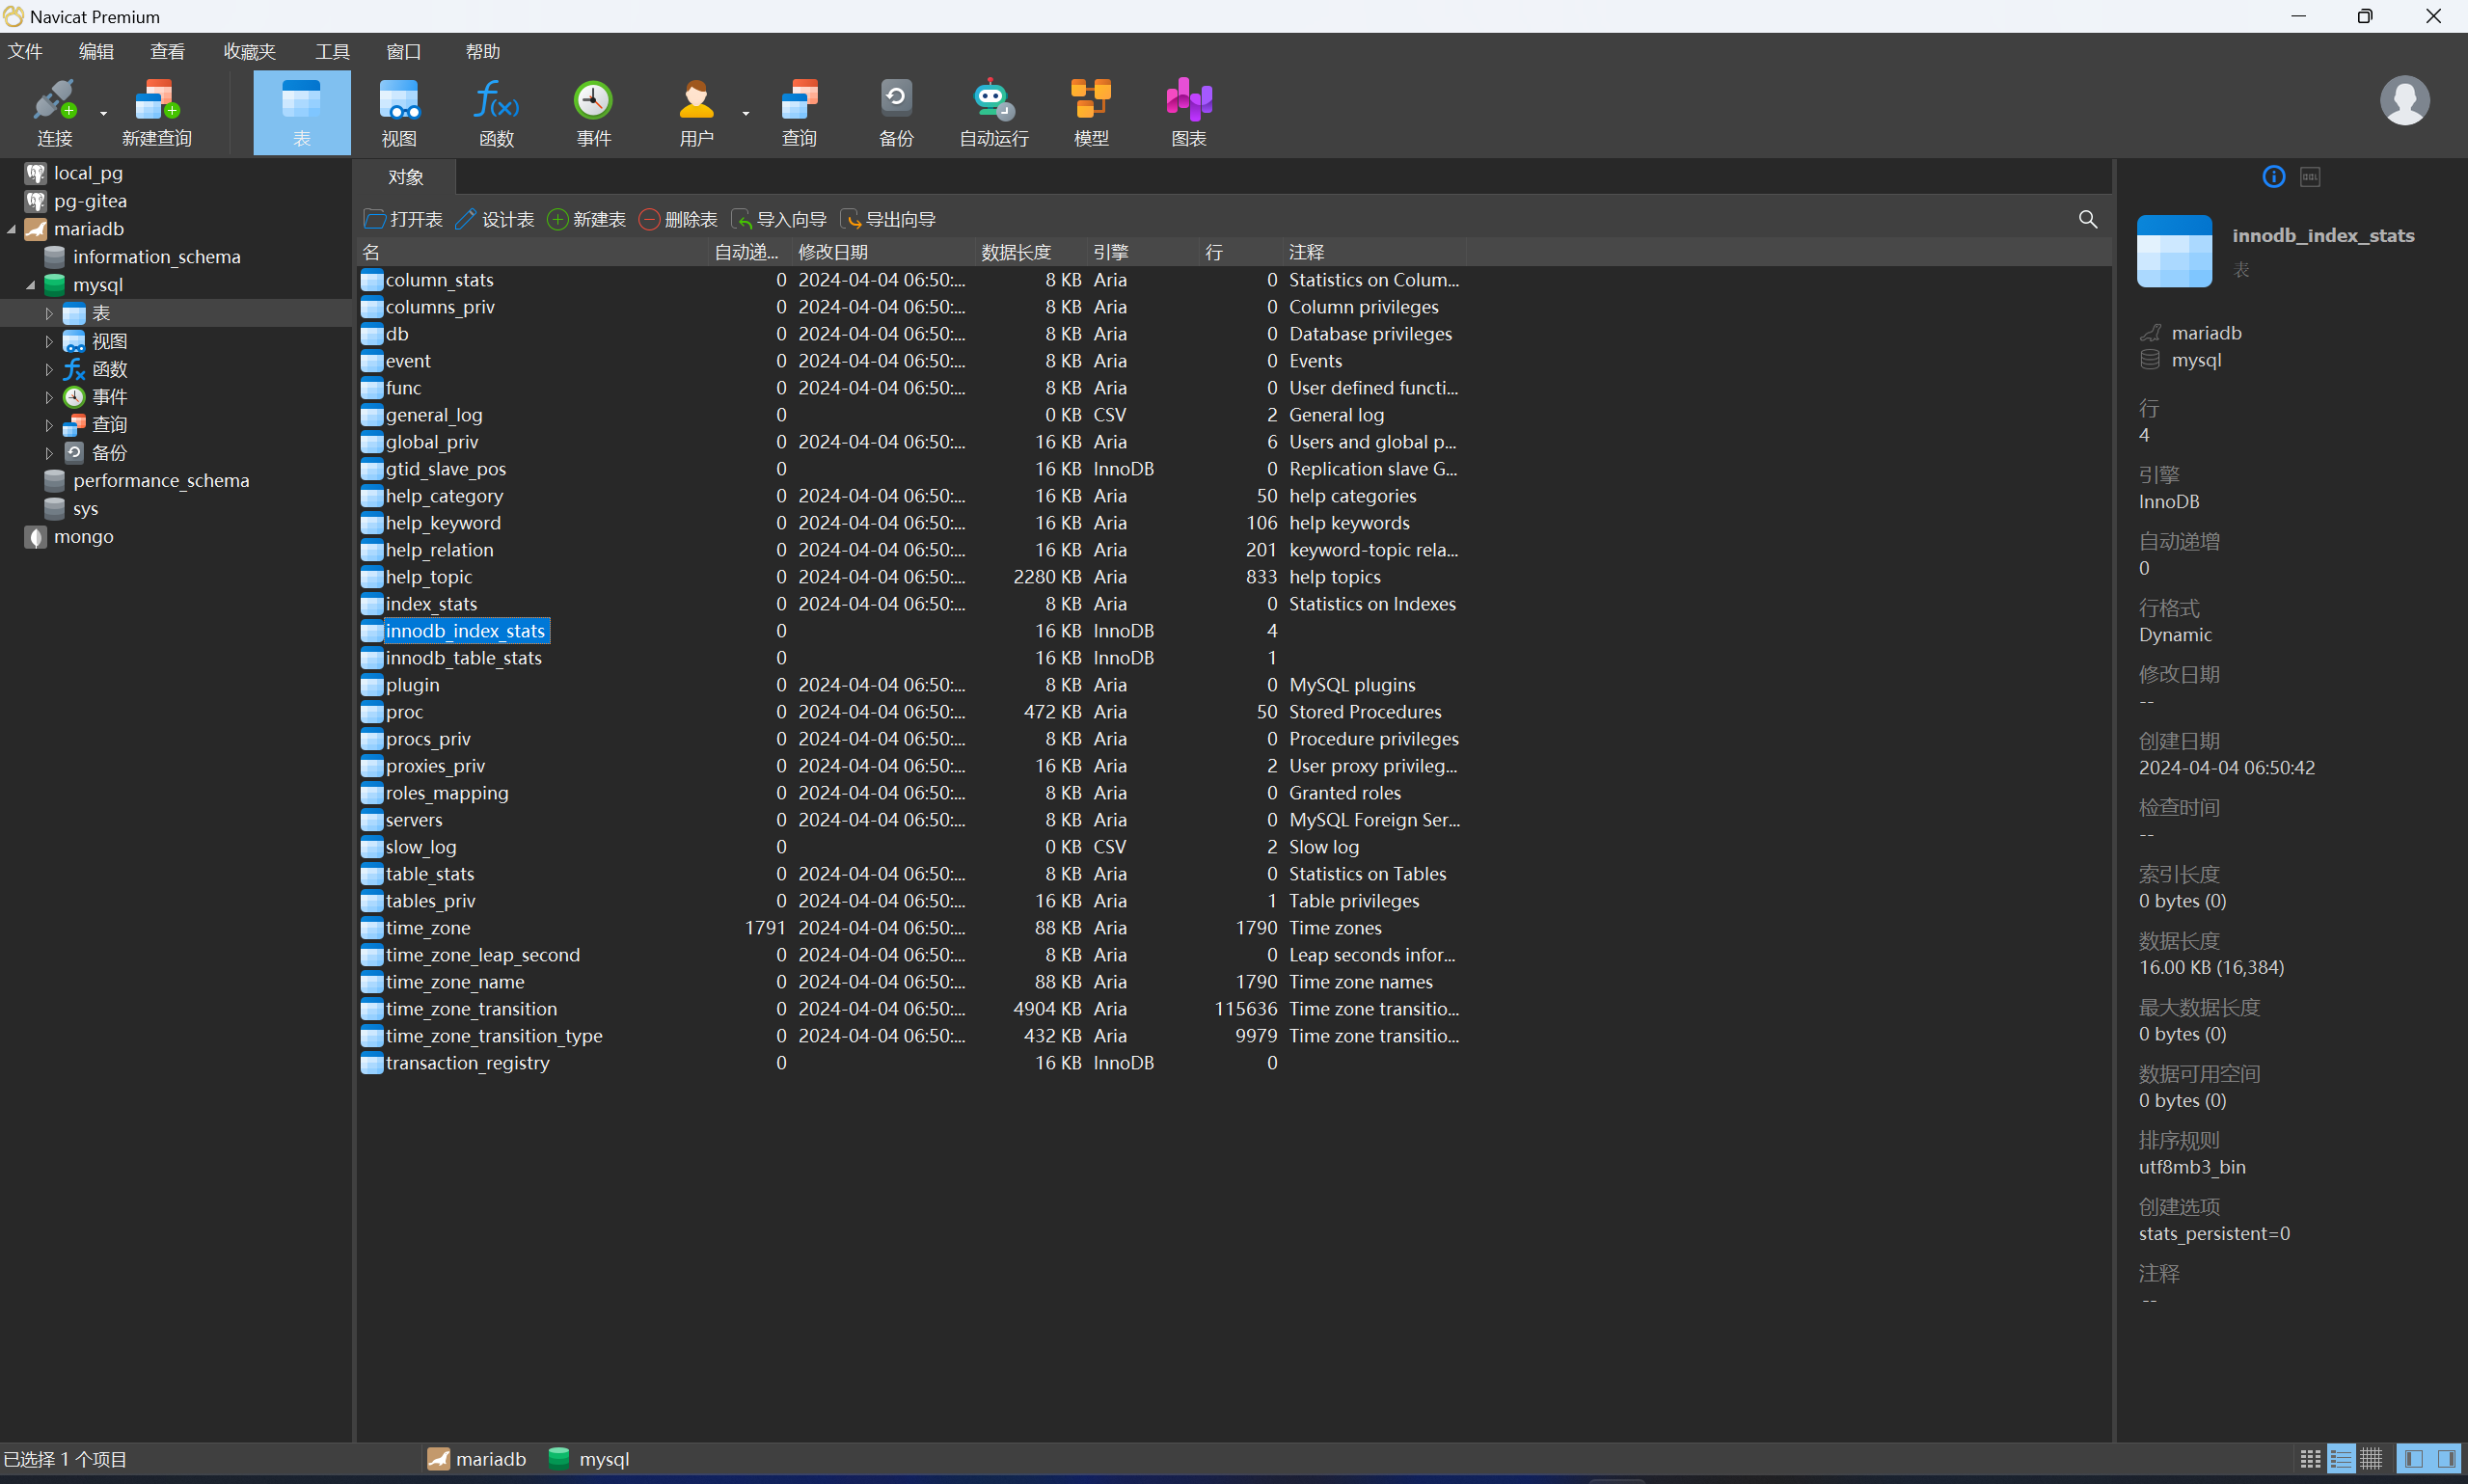 Navicat Premium
文件 编辑 查看 收藏夹 工具 窗口 帮助
连接 新建查询 表 视图 函数 事件 用户 查询 备份 自动运行 模型 图表
local_pg
pg-gitea
mariadb
information_schema
mysql
表
视图
函数
事件
查询
备份
performance_schema
sys
mongo
对象
打开表 设计表 新建表 删除表 导入向导 导出向导
名 自动递... 修改日期 数据长度 引擎 行 注释
column_stats 0 2024-04-04 06:50:... 8 KB Aria 0 Statistics on Colum...
columns_priv 0 2024-04-04 06:50:... 8 KB Aria 0 Column privileges
db 0 2024-04-04 06:50:... 8 KB Aria 0 Database privileges
event 0 2024-04-04 06:50:... 8 KB Aria 0 Events
func 0 2024-04-04 06:50:... 8 KB Aria 0 User defined functi...
general_log 0 0 KB CSV 2 General log
global_priv 0 2024-04-04 06:50:... 16 KB Aria 6 Users and global p...
gtid_slave_pos 0 16 KB InnoDB 0 Replication slave G...
help_category 0 2024-04-04 06:50:... 16 KB Aria 50 help categories
help_keyword 0 2024-04-04 06:50:... 16 KB Aria 106 help keywords
help_relation 0 2024-04-04 06:50:... 16 KB Aria 201 keyword-topic rela...
help_topic 0 2024-04-04 06:50:... 2280 KB Aria 833 help topics
index_stats 0 2024-04-04 06:50:... 8 KB Aria 0 Statistics on Indexes
innodb_index_stats 0 16 KB InnoDB 4
innodb_table_stats 0 16 KB InnoDB 1
plugin 0 2024-04-04 06:50:... 8 KB Aria 0 MySQL plugins
proc 0 2024-04-04 06:50:... 472 KB Aria 50 Stored Procedures
procs_priv 0 2024-04-04 06:50:... 8 KB Aria 0 Procedure privileges
proxies_priv 0 2024-04-04 06:50:... 16 KB Aria 2 User proxy privileg...
roles_mapping 0 2024-04-04 06:50:... 8 KB Aria 0 Granted roles
servers 0 2024-04-04 06:50:... 8 KB Aria 0 MySQL Foreign Ser...
slow_log 0 0 KB CSV 2 Slow log
table_stats 0 2024-04-04 06:50:... 8 KB Aria 0 Statistics on Tables
tables_priv 0 2024-04-04 06:50:... 16 KB Aria 1 Table privileges
time_zone 1791 2024-04-04 06:50:... 88 KB Aria 1790 Time zones
time_zone_leap_second 0 2024-04-04 06:50:... 8 KB Aria 0 Leap seconds infor...
time_zone_name 0 2024-04-04 06:50:... 88 KB Aria 1790 Time zone names
time_zone_transition 0 2024-04-04 06:50:... 4904 KB Aria 115636 Time zone transitio...
time_zone_transition_type 0 2024-04-04 06:50:... 432 KB Aria 9979 Time zone transitio...
transaction_registry 0 16 KB InnoDB 0
innodb_index_stats
表
mariadb
mysql
行
4
引擎
InnoDB
自动递增
0
行格式
Dynamic
修改日期
--
创建日期
2024-04-04 06:50:42
检查时间
--
索引长度
0 bytes (0)
数据长度
16.00 KB (16,384)
最大数据长度
0 bytes (0)
数据可用空间
0 bytes (0)
排序规则
utf8mb3_bin
创建选项
stats_persistent=0
注释
--
已选择 1 个项目 mariadb mysql